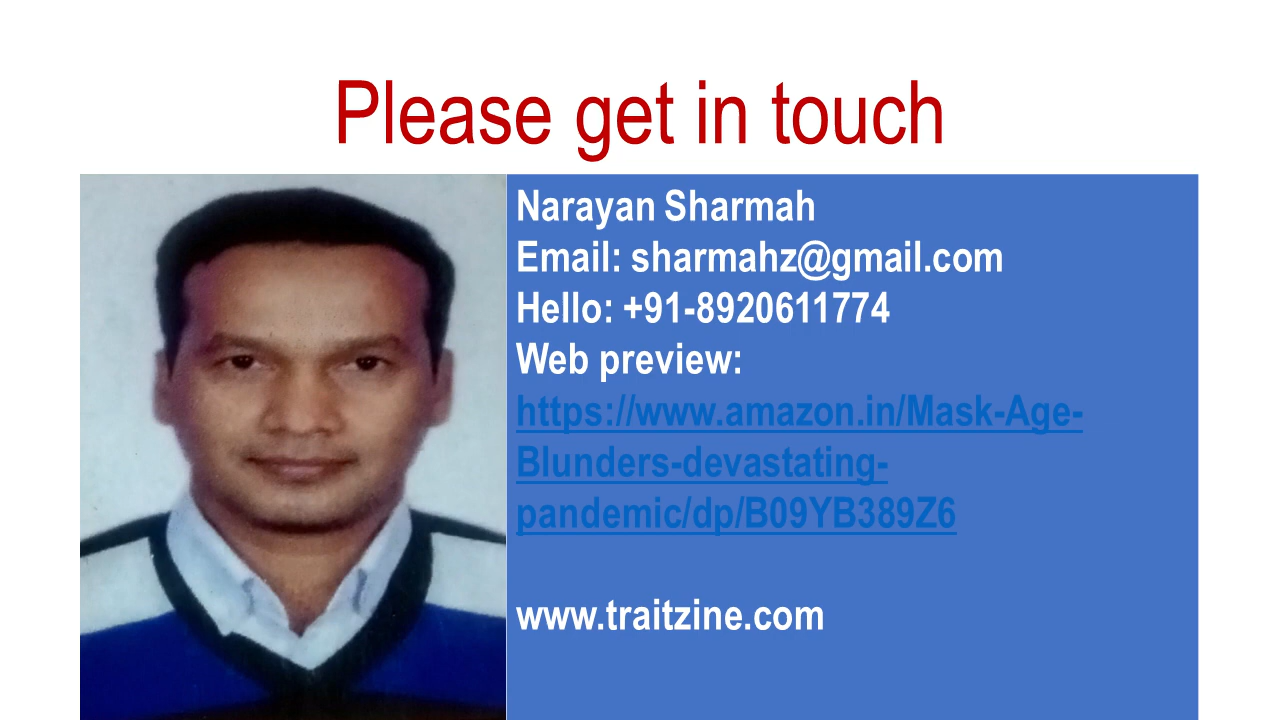 Please get in touch
Narayan Sharmah
Email: sharmahz@gmail.com
Hello: +91-8920611774
Web preview:
https://www.amazon.in/Mask-Age-
Blunders-devastating-
pandemic/dp/B09YB389Z6
www.traitzine.com